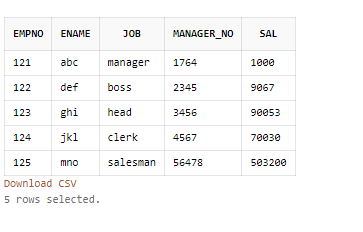 EMPNO ENAME JOB MANAGER_NO SAL
121 abc manager 1764 1000
122 def boss 2345 9067
123 ghi head 3456 90053
124 jkl clerk 4567 70030
125 mno salesman 56478 503200
Download CSV
5 rows selected.